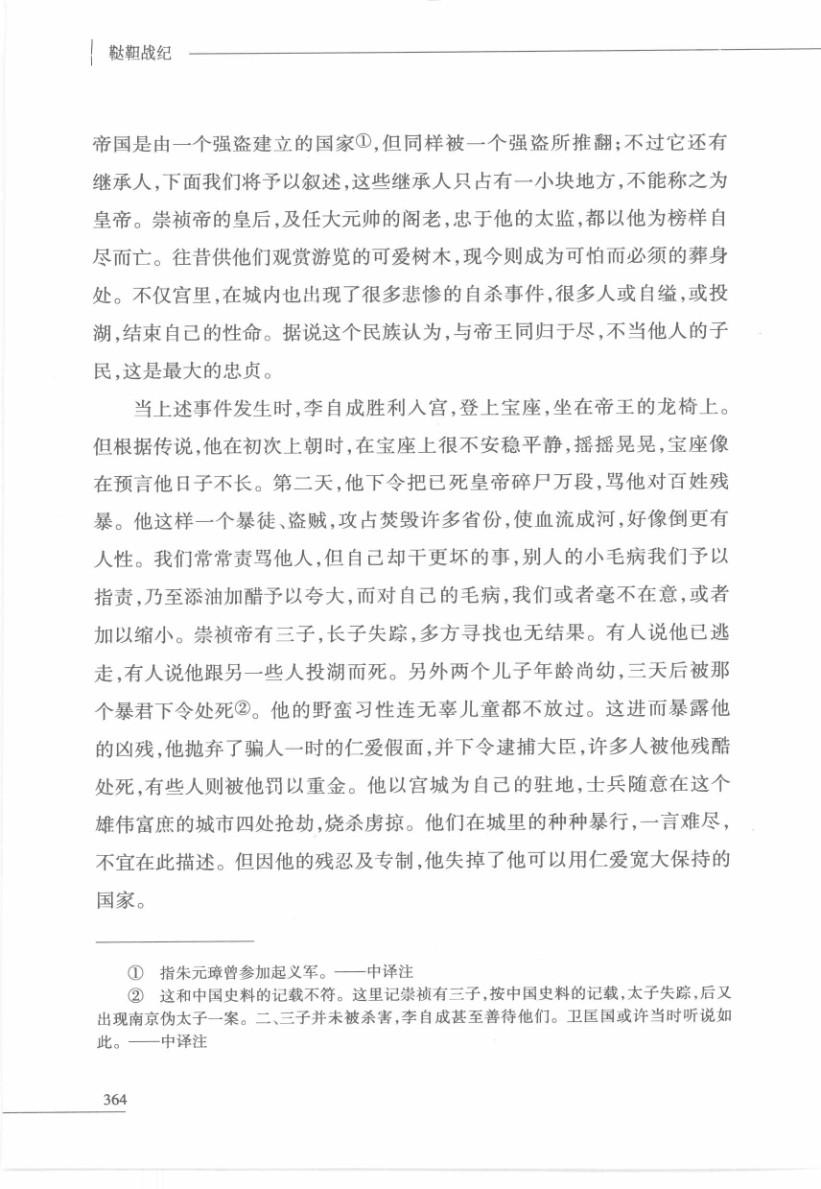 鞑靼战纪
帝国是由一个强盗建立的国家①,但同样被一个强盗所推翻;不过它还有
继承人,下面我们将予以叙述,这些继承人只占有一小块地方,不能称之为
皇帝。崇祯帝的皇后,及任大元帅的阁老,忠于他的太监,都以他为榜样自
尽而亡。往昔供他们观赏游览的可爱树木,现今则成为可怕而必须的葬身
处。不仅宫里,在城内也出现了很多悲惨的自杀事件,很多人或自缢,或投
湖,结束自己的性命。据说这个民族认为,与帝王同归于尽,不当他人的子
民,这是最大的忠贞。
当上述事件发生时,李自成胜利入宫,登上宝座,坐在帝王的龙椅上。
但根据传说,他在初次上朝时,在宝座上很不安稳平静,摇摇晃晃,宝座像
在预言他日子不长。第二天,他下令把已死皇帝碎尸万段,骂他对百姓残
暴。他这样一个暴徒、盗贼,攻占焚毁许多省份,使血流成河,好像倒更有
人性。我们常常责骂他人,但自己却干更坏的事,别人的小毛病我们予以
指责,乃至添油加醋予以夸大,而对自己的毛病,我们或者毫不在意,或者
加以缩小。崇祯帝有三子,长子失踪,多方寻找也无结果。有人说他已逃
走,有人说他跟另一些人投湖而死。另外两个儿子年龄尚幼,三天后被那
个暴君下令处死②。他的野蛮习性连无辜儿童都不放过。这进而暴露他
的凶残,他抛弃了骗人一时的仁爱假面,并下令逮捕大臣,许多人被他残酷
处死,有些人则被他罚以重金。他以宫城为自己的驻地,士兵随意在这个
雄伟富庶的城市四处抢劫,烧杀虏掠。他们在城里的种种暴行,一言难尽,
不宜在此描述。但因他的残忍及专制,他失掉了他可以用仁爱宽大保持的
国家。
① 指朱元璋曾参加起义军。——中译注
② 这和中国史料的记载不符。这里记崇祯有三子,按中国史料的记载,太子失踪,后又
出现南京伪太子一案。二、三子并未被杀害,李自成甚至善待他们。卫匡国或许当时听说如
此。——中译注
364